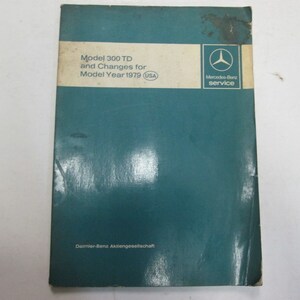 Model 300 TD
and Changes for
Model Year 1979 USA
Mercedes-Benz
service
Daimler-Benz Aktiengesellschaft